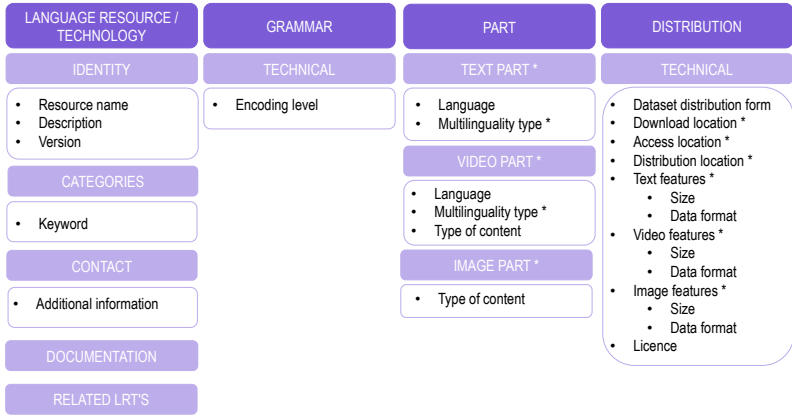 LANGUAGE RESOURCE /
TECHNOLOGY
IDENTITY
• Resource name
• Description
• Version
CATEGORIES
• Keyword
CONTACT
• Additional information
DOCUMENTATION
RELATED LRT'S
GRAMMAR
TECHNICAL
• Encoding level
PART
TEXT PART *
• Language
• Multilinguality type *
VIDEO PART *
• Language
• Multilinguality type *
• Type of content
IMAGE PART *
• Type of content
DISTRIBUTION
TECHNICAL
• Dataset distribution form
• Download location *
• Access location *
• Distribution location *
• Text features *
• Size
• Data format
• Video features *
• Size
• Data format
• Image features *
• Size
• Data format
• Licence